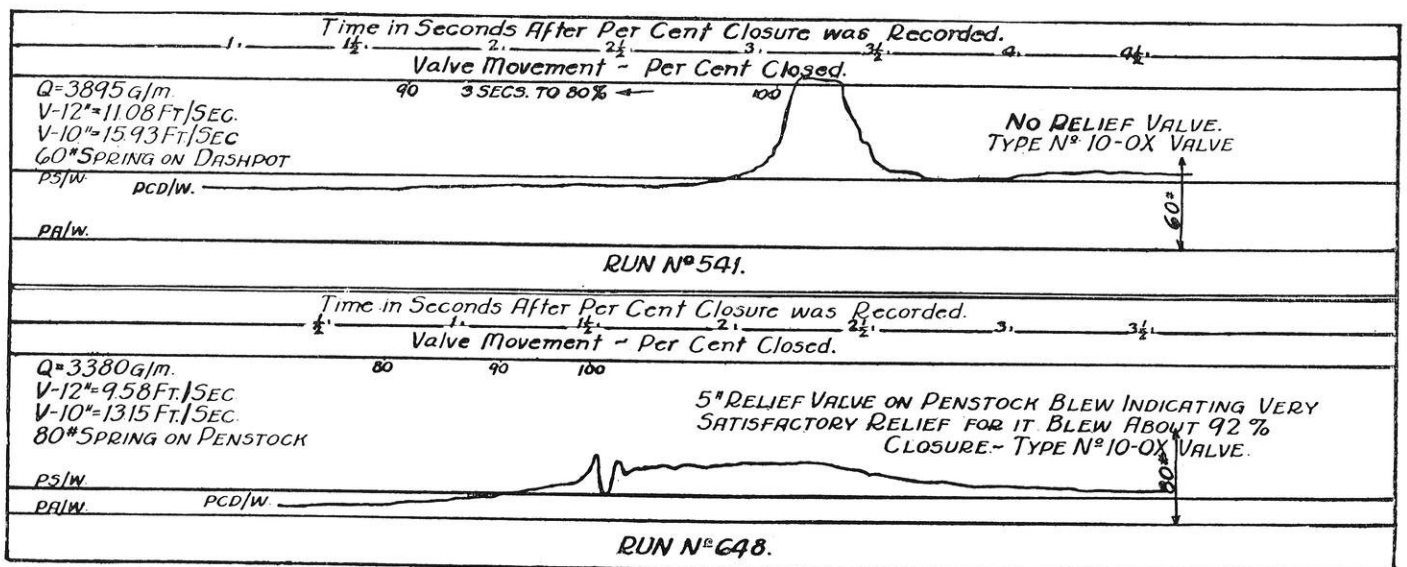 Time in Seconds After Per Cent Closure was Recorded.
1. 1½. 2. 2½. 3. 3½. 4. 4½.
Valve Movement ~ Per Cent Closed.
90 3 SECS. TO 80% ← 100
Q=3895 G/M.
V-12"=11.08 FT/SEC.
V-10"=15.93 FT/SEC
60# SPRING ON DASHPOT
NO RELIEF VALVE.
TYPE Nº 10-OX VALVE
PS/W.
PCD/W.
60#
PA/W.
RUN Nº 541.
Time in Seconds After Per Cent Closure was Recorded.
½. 1. 1½. 2. 2½. 3. 3½.
Valve Movement ~ Per Cent Closed.
80 90 100
Q=3380 G/M.
V-12"=9.58 FT./SEC
V-10"=1315 FT./SEC.
80# SPRING ON PENSTOCK
5" RELIEF VALVE ON PENSTOCK BLEW INDICATING VERY
SATISFACTORY RELIEF FOR IT BLEW ABOUT 92%
CLOSURE.~ TYPE Nº 10-OX VALVE.
80#
PS/W.
PA/W.
PCD/W.
RUN Nº 648.